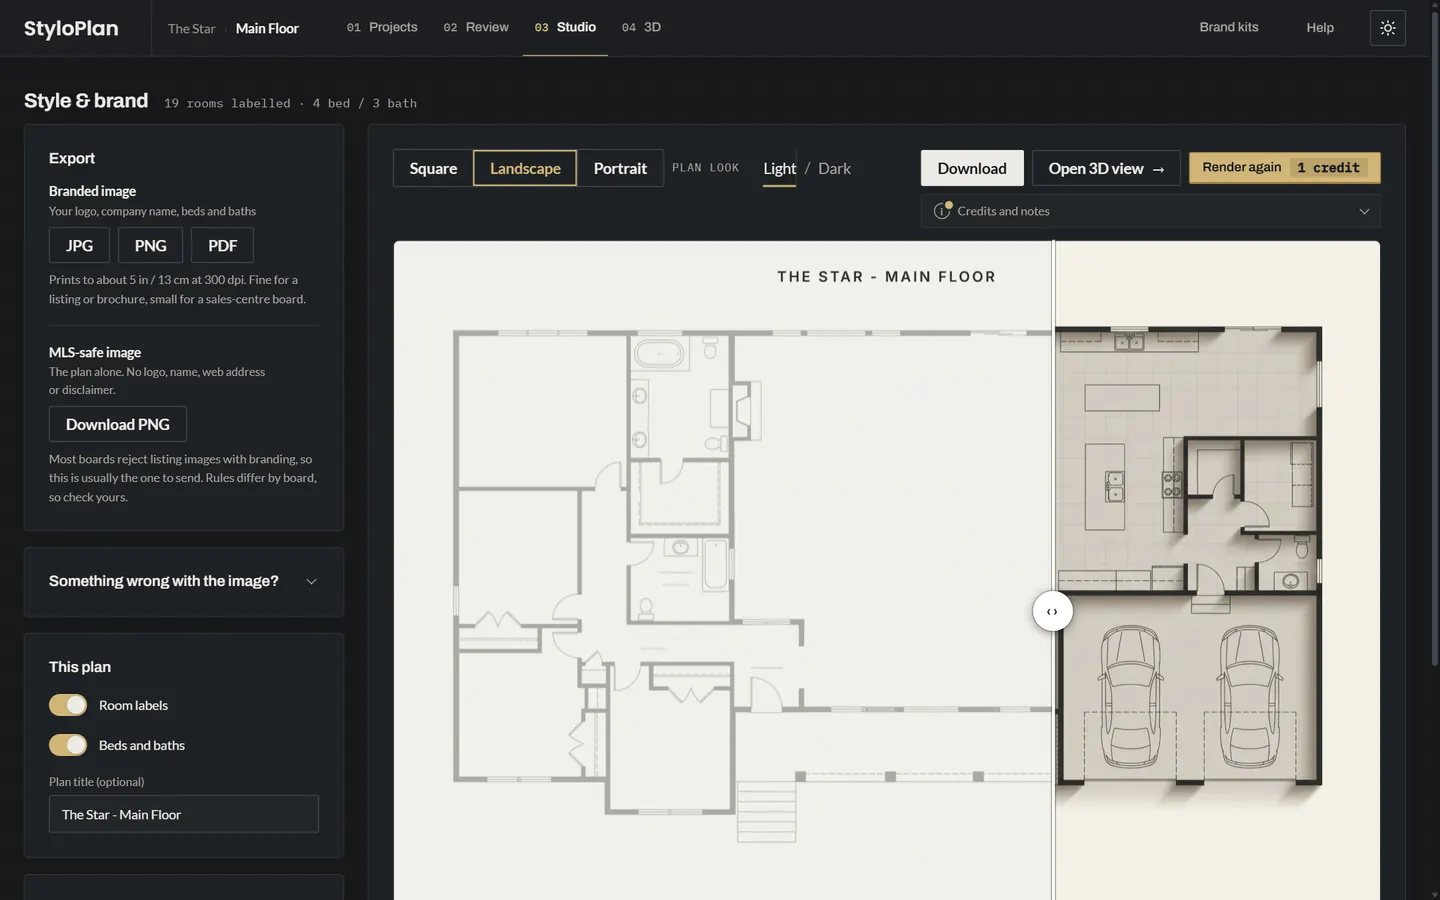 StyloPlan
The Star
Main Floor
01 Projects
02 Review
03 Studio
04 3D
Brand kits
Help
Style & brand
19 rooms labelled · 4 bed / 3 bath
Export
Branded image
Your logo, company name, beds and baths
JPG
PNG
PDF
Prints to about 5 in / 13 cm at 300 dpi. Fine for a
listing or brochure, small for a sales-centre board.
MLS-safe image
The plan alone. No logo, name, web address
or disclaimer.
Download PNG
Most boards reject listing images with branding, so
this is usually the one to send. Rules differ by board,
so check yours.
Something wrong with the image?
This plan
Room labels
Beds and baths
Plan title (optional)
The Star - Main Floor
Square
Landscape
Portrait
PLAN LOOK
Light / Dark
Download
Open 3D view →
Render again 1 credit
Credits and notes
THE STAR - MAIN FLOOR